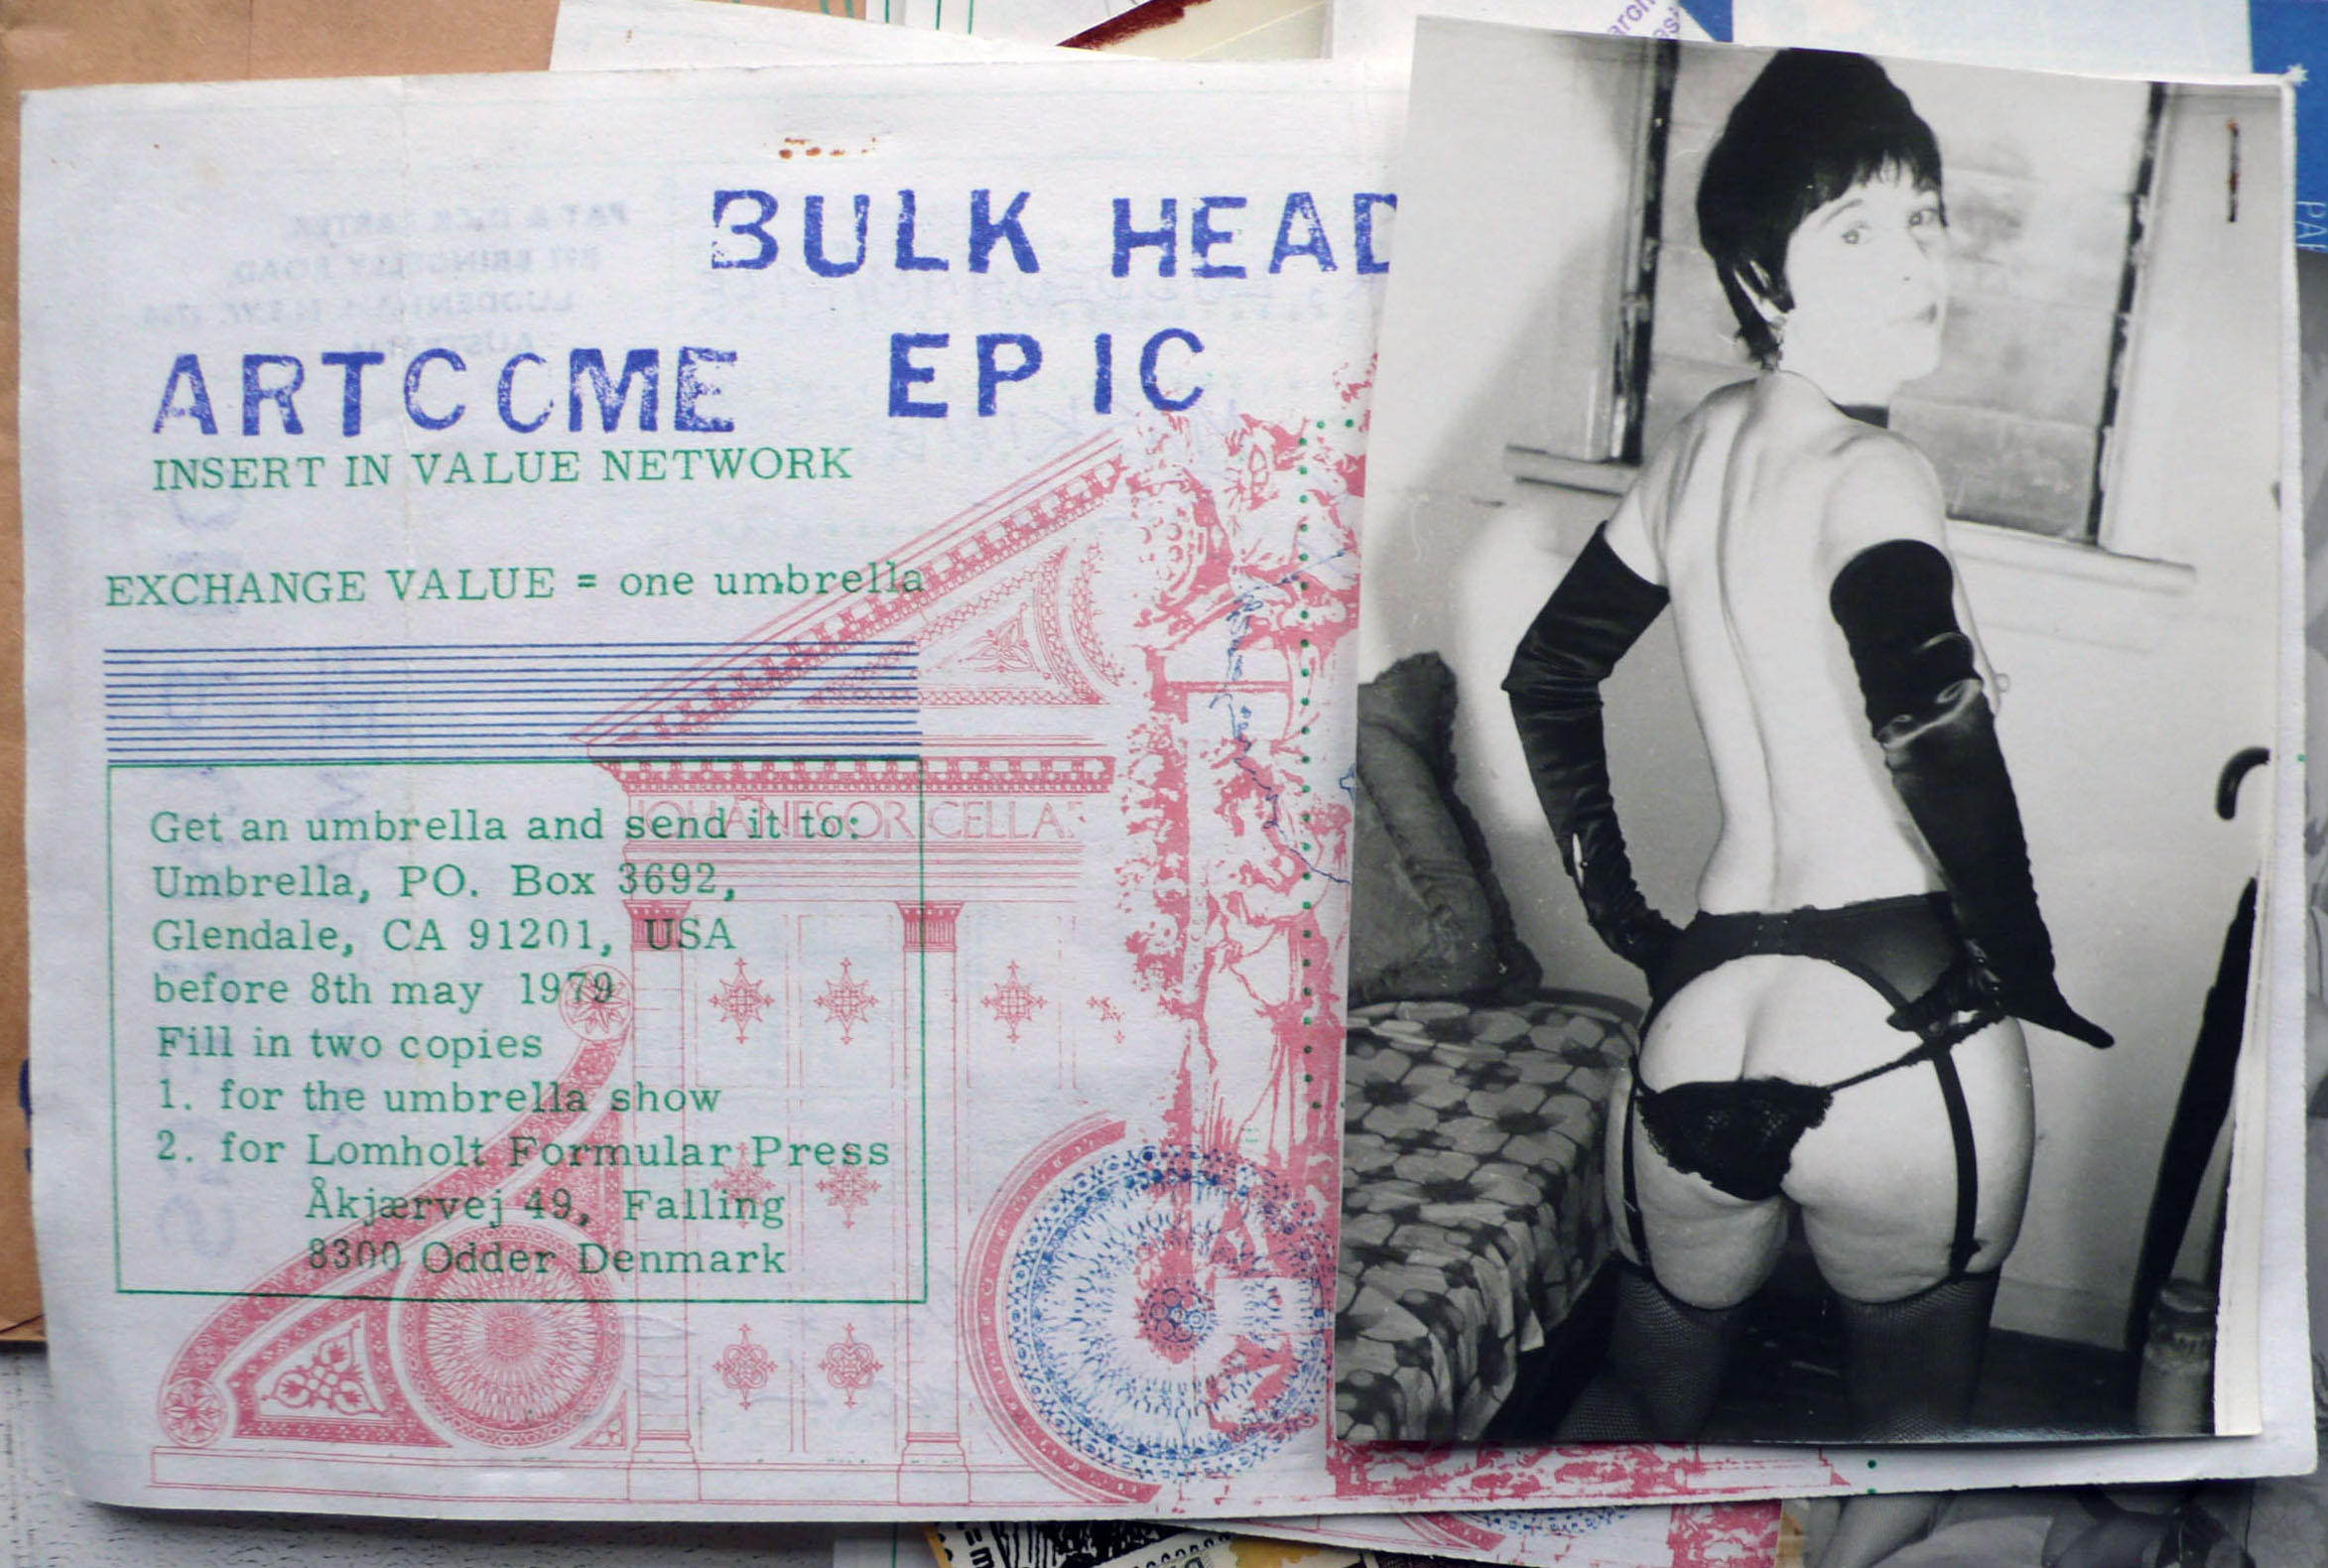 BULK HEAD
ARTCOME EPIC
INSERT IN VALUE NETWORK
EXCHANGE VALUE = one umbrella
JOHANES ORICELLA
Get an umbrella and send it to:
Umbrella, PO. Box 3692,
Glendale, CA 91201, USA
before 8th may 1979
Fill in two copies
1. for the umbrella show
2. for Lomholt Formular Press
Åkjærvej 49, Falling
8300 Odder Denmark